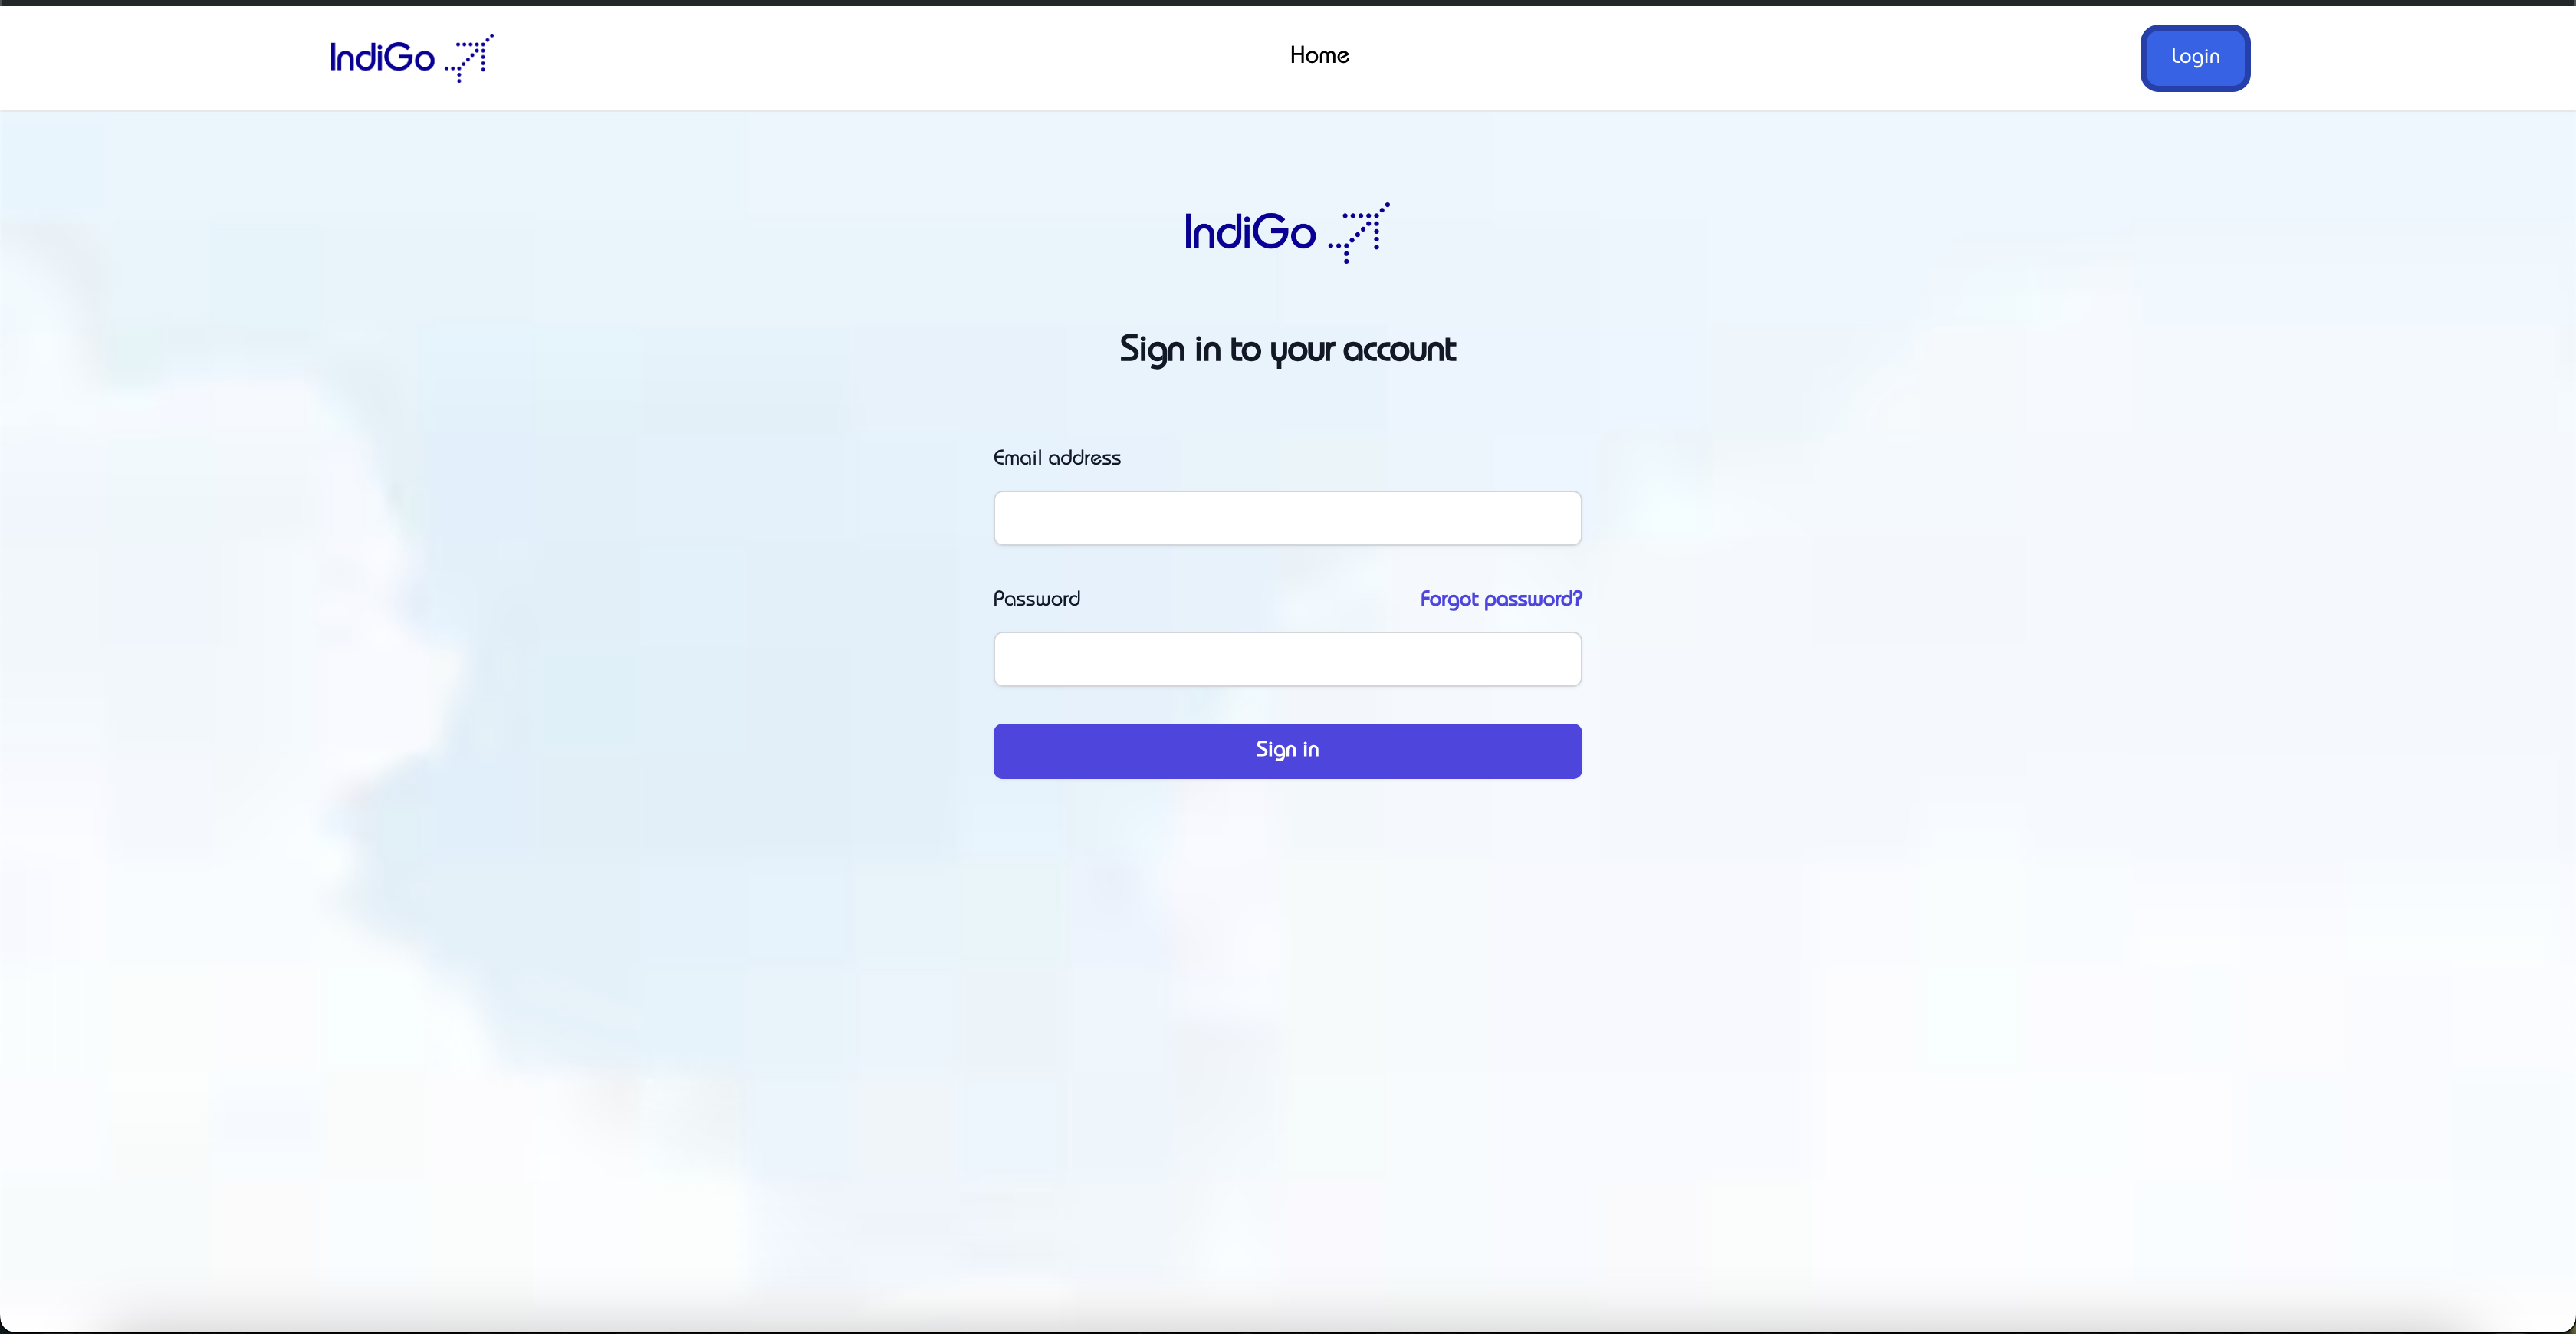 IndiGo
Home
Login
IndiGo
Sign in to your account
Email address
Password
Forgot password?
Sign in